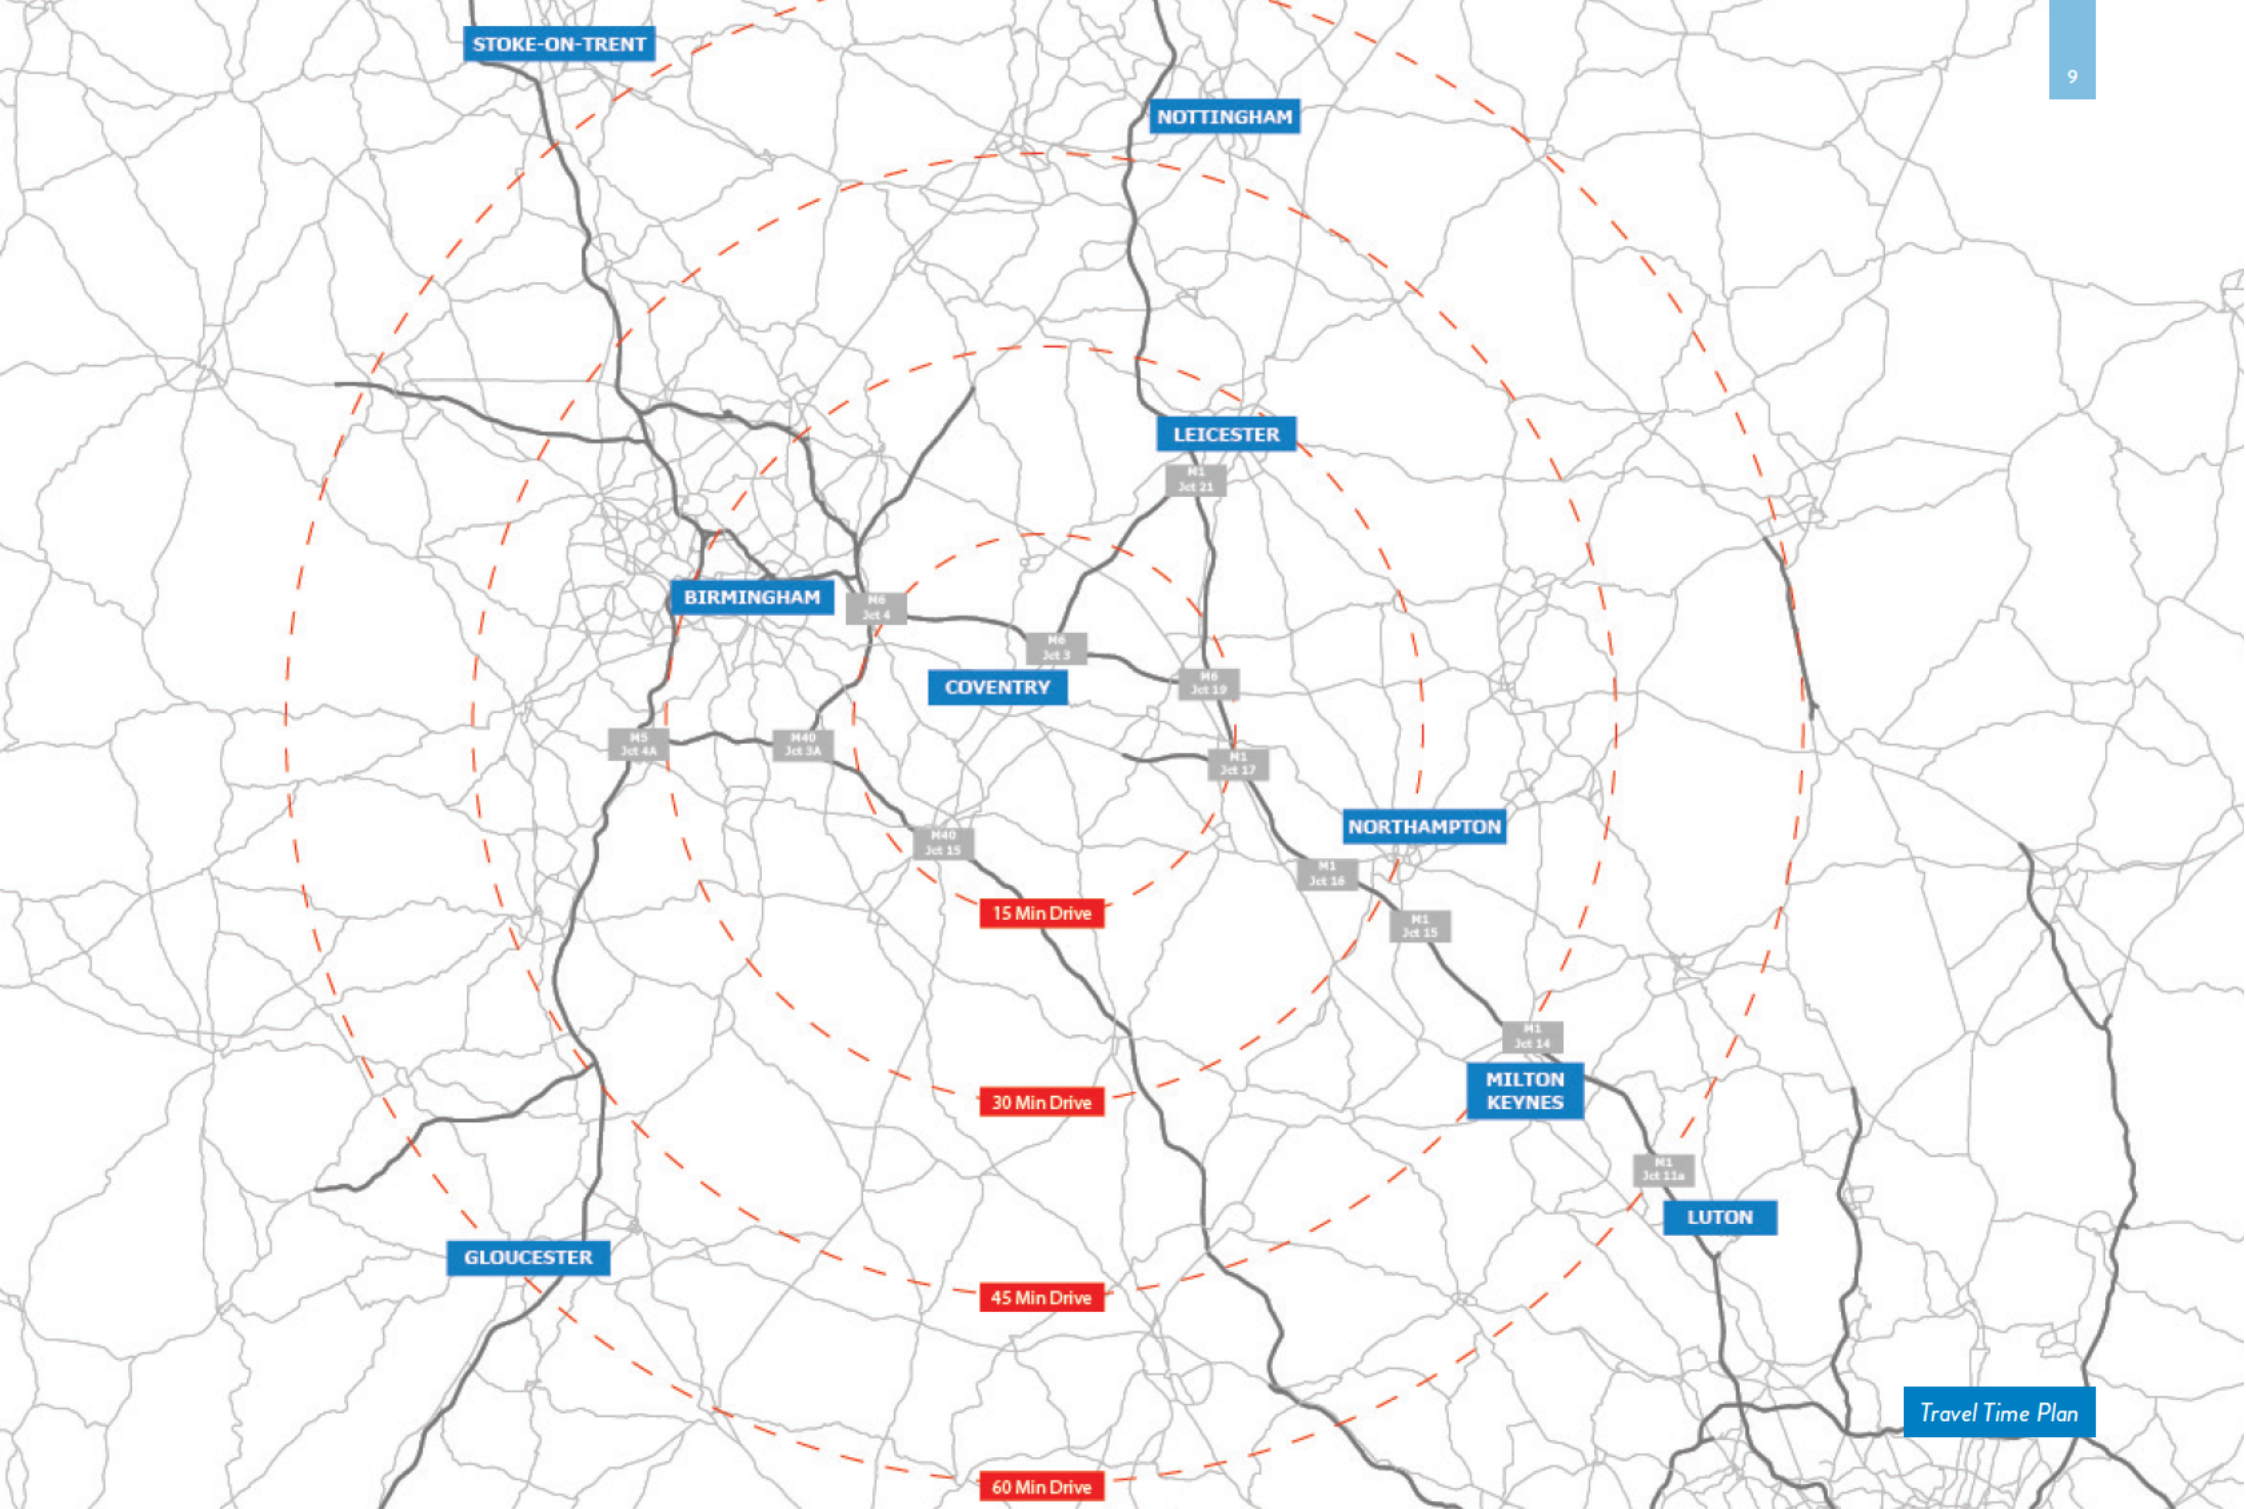 STOKE-ON-TRENT
9
NOTTINGHAM
LEICESTER
M1
Jct 21
BIRMINGHAM
M6
Jct 4
M6
Jct 3
COVENTRY
M6
Jct 19
M5
Jct 4A
M40
Jct 3A
M1
Jct 17
NORTHAMPTON
M40
Jct 15
M1
Jct 16
15 Min Drive
M1
Jct 15
M1
Jct 14
MILTON
KEYNES
30 Min Drive
M1
Jct 11a
LUTON
GLOUCESTER
45 Min Drive
Travel Time Plan
60 Min Drive